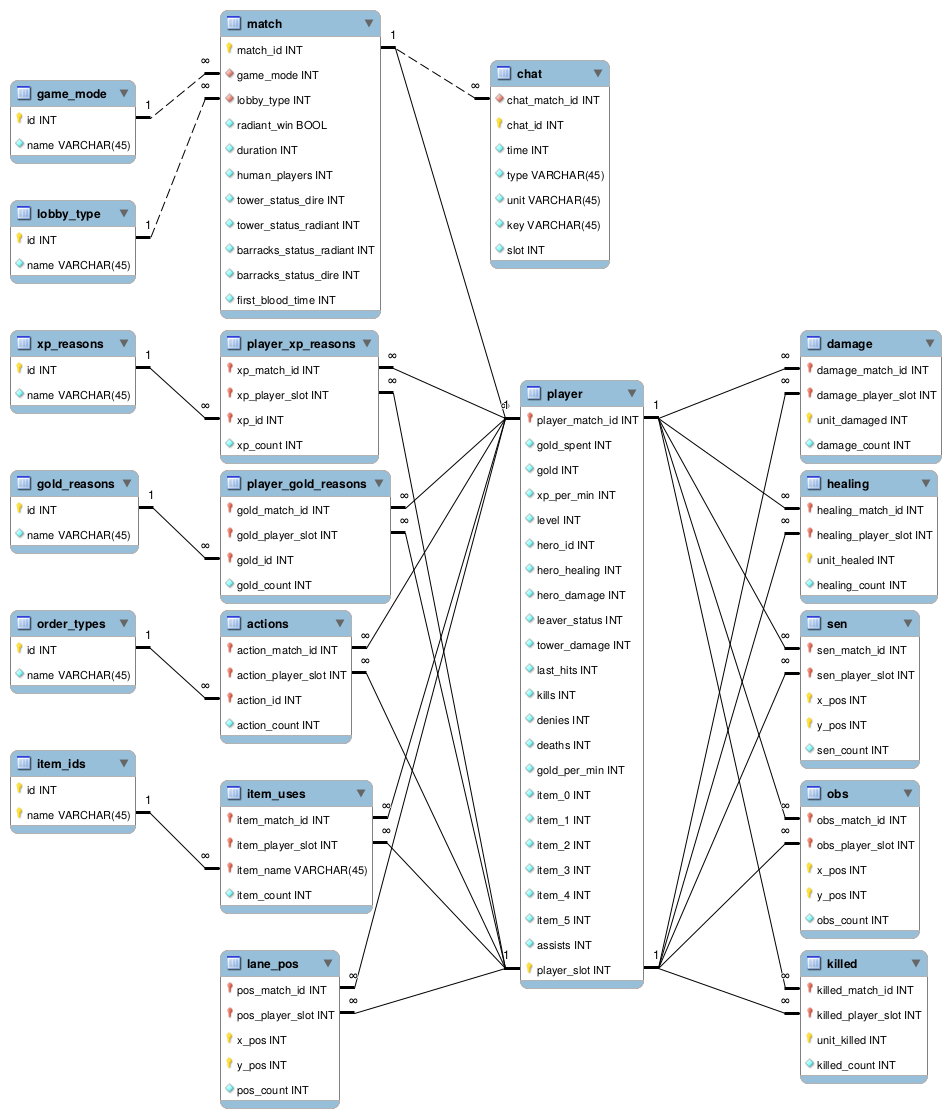 match
match_id INT
game_mode INT
lobby_type INT
radiant_win BOOL
duration INT
human_players INT
tower_status_dire INT
tower_status_radiant INT
barracks_status_radiant INT
barracks_status_dire INT
first_blood_time INT
1
∞
∞
chat
chat_match_id INT
chat_id INT
time INT
type VARCHAR(45)
unit VARCHAR(45)
key VARCHAR(45)
slot INT
∞
game_mode
id INT
name VARCHAR(45)
1
lobby_type
id INT
name VARCHAR(45)
1
xp_reasons
id INT
name VARCHAR(45)
1
∞
player_xp_reasons
xp_match_id INT
xp_player_slot INT
xp_id INT
xp_count INT
∞
∞
gold_reasons
id INT
name VARCHAR(45)
1
∞
player_gold_reasons
gold_match_id INT
gold_player_slot INT
gold_id INT
gold_count INT
∞
∞
order_types
id INT
name VARCHAR(45)
1
∞
actions
action_match_id INT
action_player_slot INT
action_id INT
action_count INT
∞
∞
item_ids
id INT
name VARCHAR(45)
1
∞
item_uses
item_match_id INT
item_player_slot INT
item_name VARCHAR(45)
item_count INT
∞
∞
lane_pos
pos_match_id INT
pos_player_slot INT
x_pos INT
y_pos INT
pos_count INT
∞
∞
player
player_match_id INT
gold_spent INT
gold INT
xp_per_min INT
level INT
hero_id INT
hero_healing INT
hero_damage INT
leaver_status INT
tower_damage INT
last_hits INT
kills INT
denies INT
deaths INT
gold_per_min INT
item_0 INT
item_1 INT
item_2 INT
item_3 INT
item_4 INT
item_5 INT
assists INT
player_slot INT
1
1
1
damage
damage_match_id INT
damage_player_slot INT
unit_damaged INT
damage_count INT
∞
∞
healing
healing_match_id INT
healing_player_slot INT
unit_healed INT
healing_count INT
∞
∞
sen
sen_match_id INT
sen_player_slot INT
x_pos INT
y_pos INT
sen_count INT
∞
∞
obs
obs_match_id INT
obs_player_slot INT
x_pos INT
y_pos INT
obs_count INT
∞
∞
killed
killed_match_id INT
killed_player_slot INT
unit_killed INT
killed_count INT
∞
∞